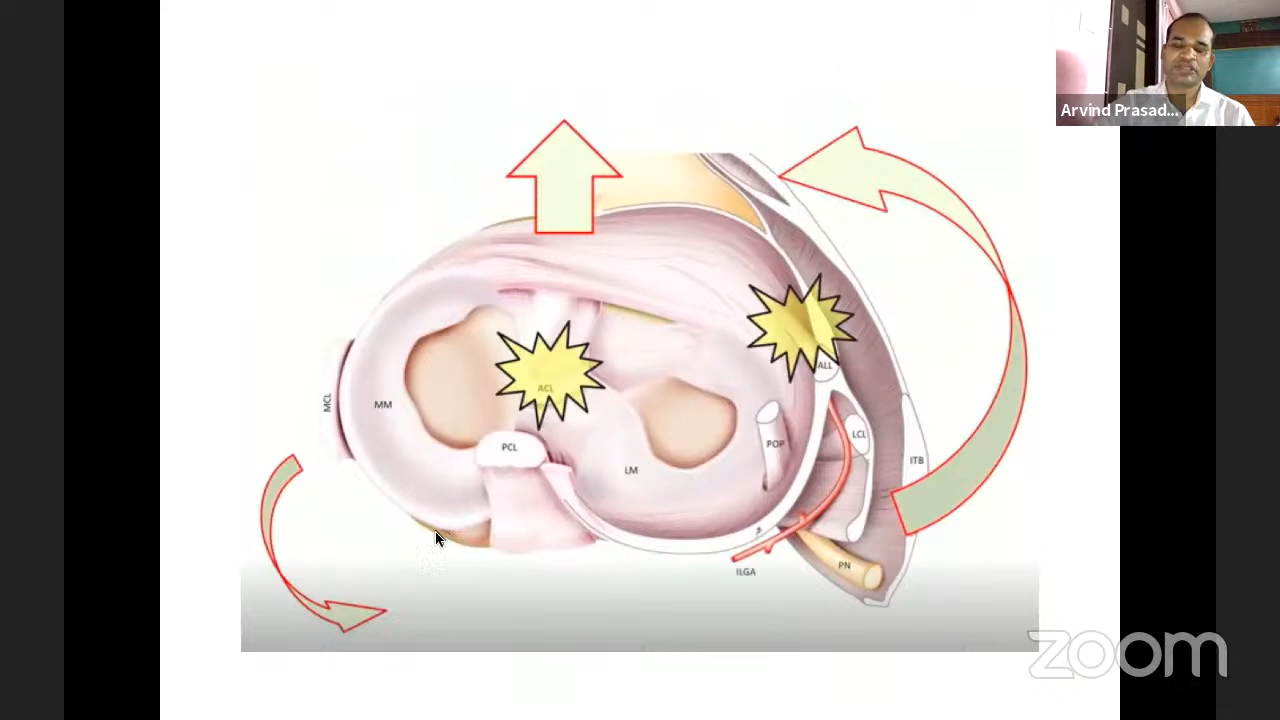 Arvind Prasad...
ACL
ALL
MCL
MM
PCL
LM
POP
LCL
ITB
ILGA
PN
zoom